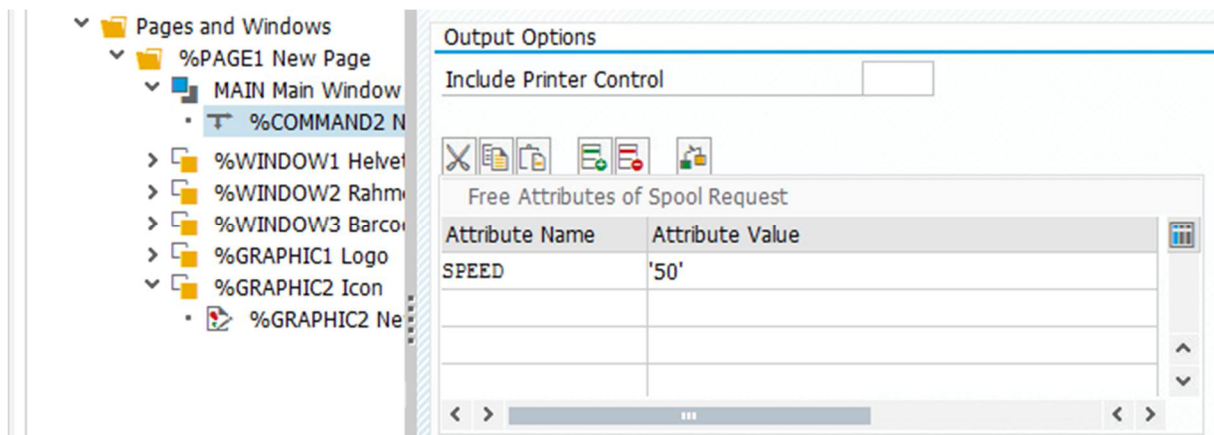 Pages and Windows
%PAGE1 New Page
MAIN Main Window
%COMMAND2 N
%WINDOW1 Helvet
%WINDOW2 Rahm
%WINDOW3 Barco
%GRAPHIC1 Logo
%GRAPHIC2 Icon
%GRAPHIC2 Ne
Output Options
Include Printer Control
Free Attributes of Spool Request
Attribute Name Attribute Value
SPEED '50'